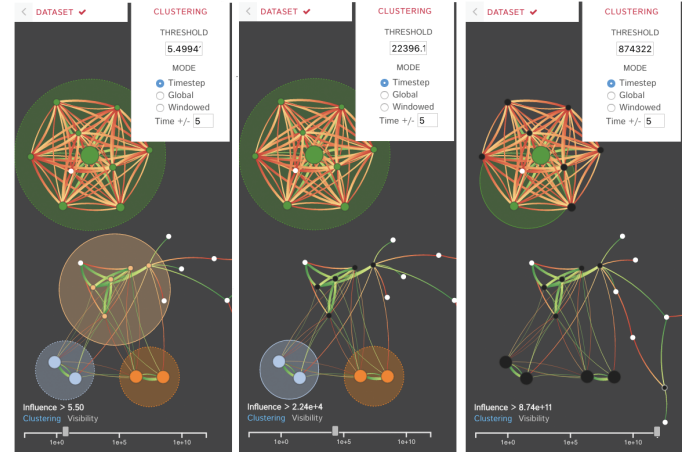 DATASET ✔ CLUSTERING
THRESHOLD
5.4994
MODE
Timestep
Global
Windowed
Time +/- 5
Influence > 5.50
Clustering Visibility
1e+0 1e+5 1e+10
DATASET ✔ CLUSTERING
THRESHOLD
22396.1
MODE
Timestep
Global
Windowed
Time +/- 5
Influence > 2.24e+4
Clustering Visibility
1e+0 1e+5 1e+10
DATASET ✔ CLUSTERING
THRESHOLD
874322
MODE
Timestep
Global
Windowed
Time +/- 5
Influence > 8.74e+11
Clustering Visibility
1e+0 1e+5 1e+10